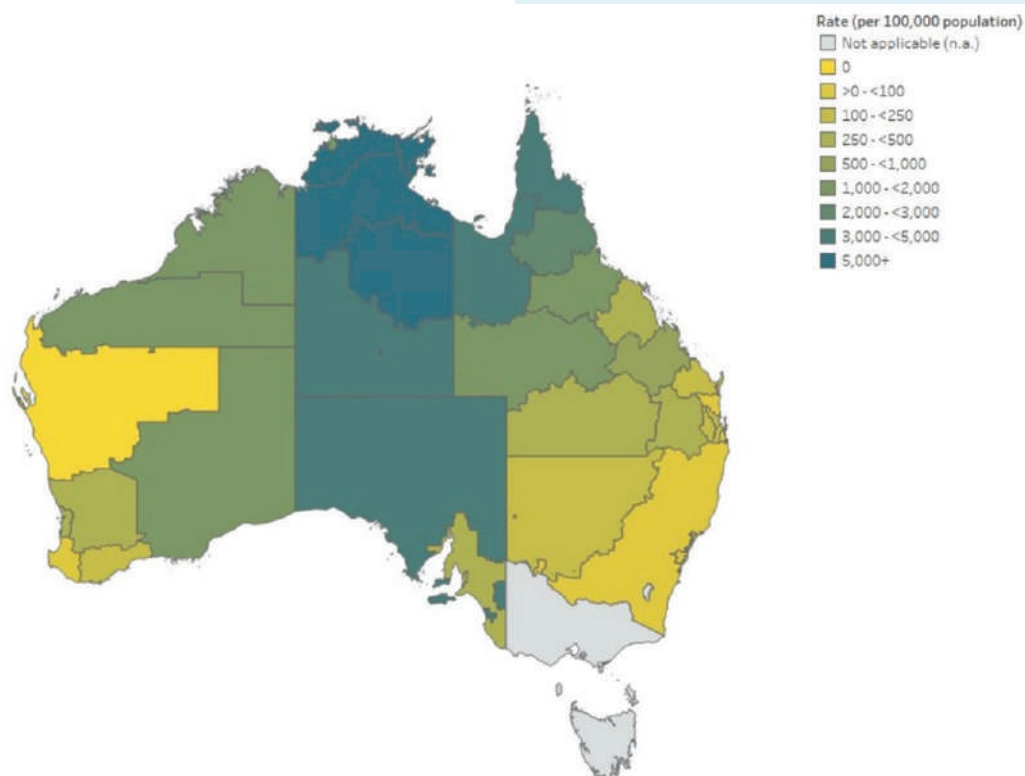 Rate (per 100,000 population)
Not applicable (n.a.)
0
>0 - <100
100 - <250
250 - <500
500 - <1,000
1,000 - <2,000
2,000 - <3,000
3,000 - <5,000
5,000+